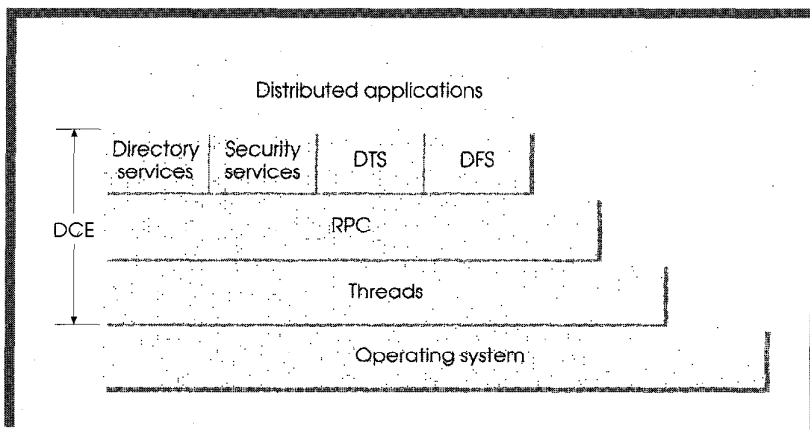 Distributed applications
Directory services
Security services
DTS
DFS
DCE
RPC
Threads
Operating system